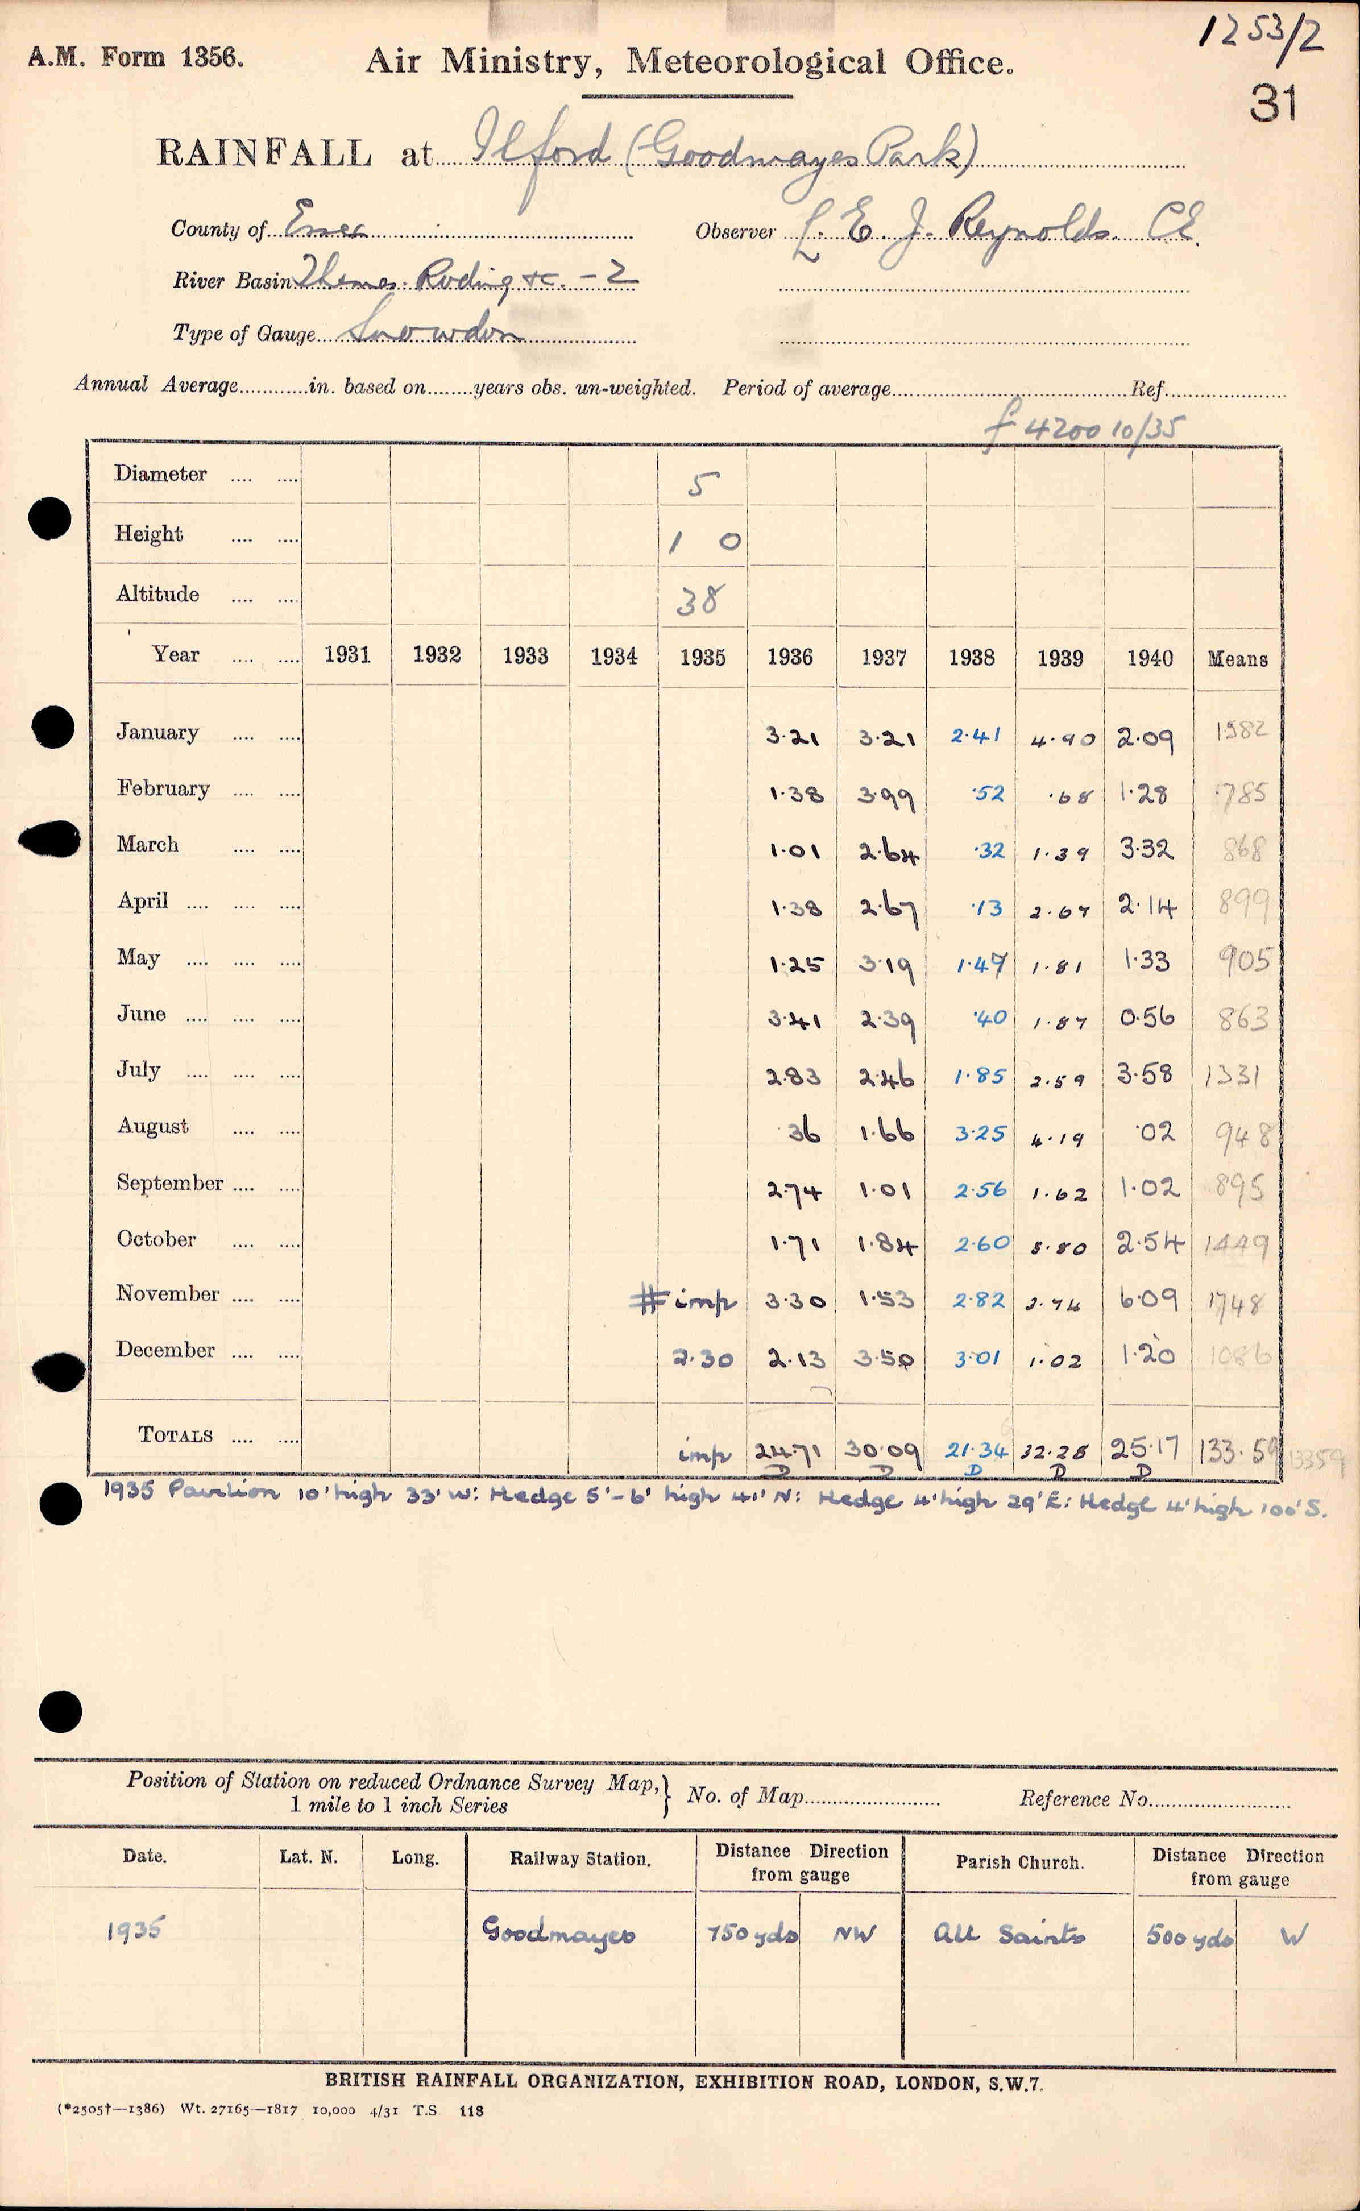 1253/2
A.M. Form 1356. Air Ministry, Meteorological Office.
31
RAINFALL at Ilford (Goodmayes Park)
County of Essex Observer L. E. J. Reynolds. CE.
River Basin Thames. Roding &c. - 2
Type of Gauge Snowdon
Annual Average............in. based on........years obs. un-weighted. Period of average............Ref............
f 4200 10/35
Diameter .... .... 5
Height .... .... 1 0
Altitude .... .... 38
Year .... .... 1931 1932 1933 1934 1935 1936 1937 1938 1939 1940 Means
January .... .... 3.21 3.21 2.41 4.90 2.09 1582
February .... .... 1.38 3.99 .52 .68 1.28 785
March .... .... 1.01 2.64 .32 1.39 3.32 868
April .... .... .... 1.38 2.67 .13 2.67 2.14 899
May .... .... .... 1.25 3.19 1.47 1.81 1.33 905
June .... .... .... 3.41 2.39 .40 1.87 0.56 863
July .... .... .... 2.83 2.46 1.85 2.59 3.58 1331
August .... .... .36 1.66 3.25 4.19 .02 948
September .... .... 2.74 1.01 2.56 1.62 1.02 895
October .... .... 1.71 1.84 2.60 5.80 2.54 1449
November .... .... # imp 3.30 1.53 2.82 3.74 6.09 1748
December .... .... 2.30 2.13 3.50 3.01 1.02 1.20 1086
TOTALS .... .... imp 24.71 30.09 21.34 32.28 25.17 133.59 13359
D D D D D
1935 Pavilion 10' high 33' W: Hedge 5'-6' high 41' N: Hedge 4' high 29' E: Hedge 4' high 100' S.
Position of Station on reduced Ordnance Survey Map, } No. of Map............ Reference No............
1 mile to 1 inch Series
Date. Lat. N. Long. Railway Station. Distance Direction from gauge Parish Church. Distance Direction from gauge
1935 Goodmayes 750 yds NW All Saints 500 yds W
BRITISH RAINFALL ORGANIZATION, EXHIBITION ROAD, LONDON, S.W.7.
(*2505†—1386) Wt. 27165—1817 10,000 4/31 T.S. 118